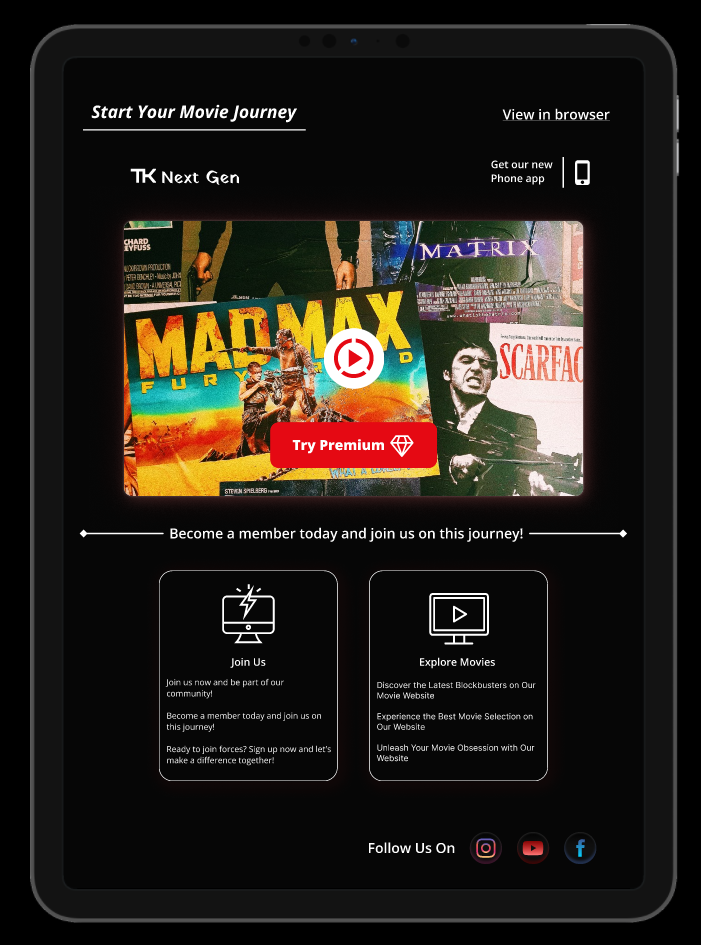 Start Your Movie Journey
View in browser
TK Next Gen
Get our new
Phone app
CHARD
EYFUSS
MATRIX
MAD MAX
FURY
D
SCARFAC
Try Premium
STEVEN SPIELBERG
Become a member today and join us on this journey!
Join Us
Join us now and be part of our
community!
Become a member today and join us on
this journey!
Ready to join forces? Sign up now and let's
make a difference together!
Explore Movies
Discover the Latest Blockbusters on Our
Movie Website
Experience the Best Movie Selection on
Our Website
Unleash Your Movie Obsession with Our
Website
Follow Us On